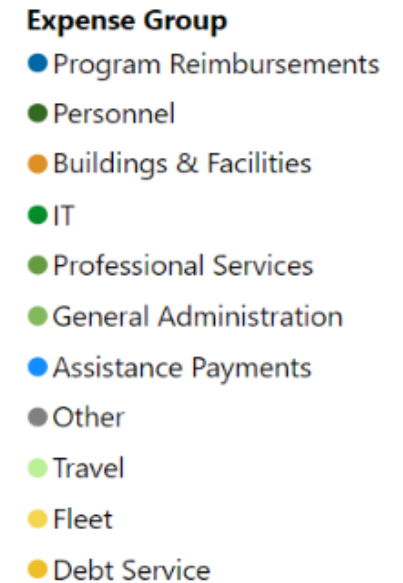 Expense Group
Program Reimbursements
Personnel
Buildings & Facilities
IT
Professional Services
General Administration
Assistance Payments
Other
Travel
Fleet
Debt Service